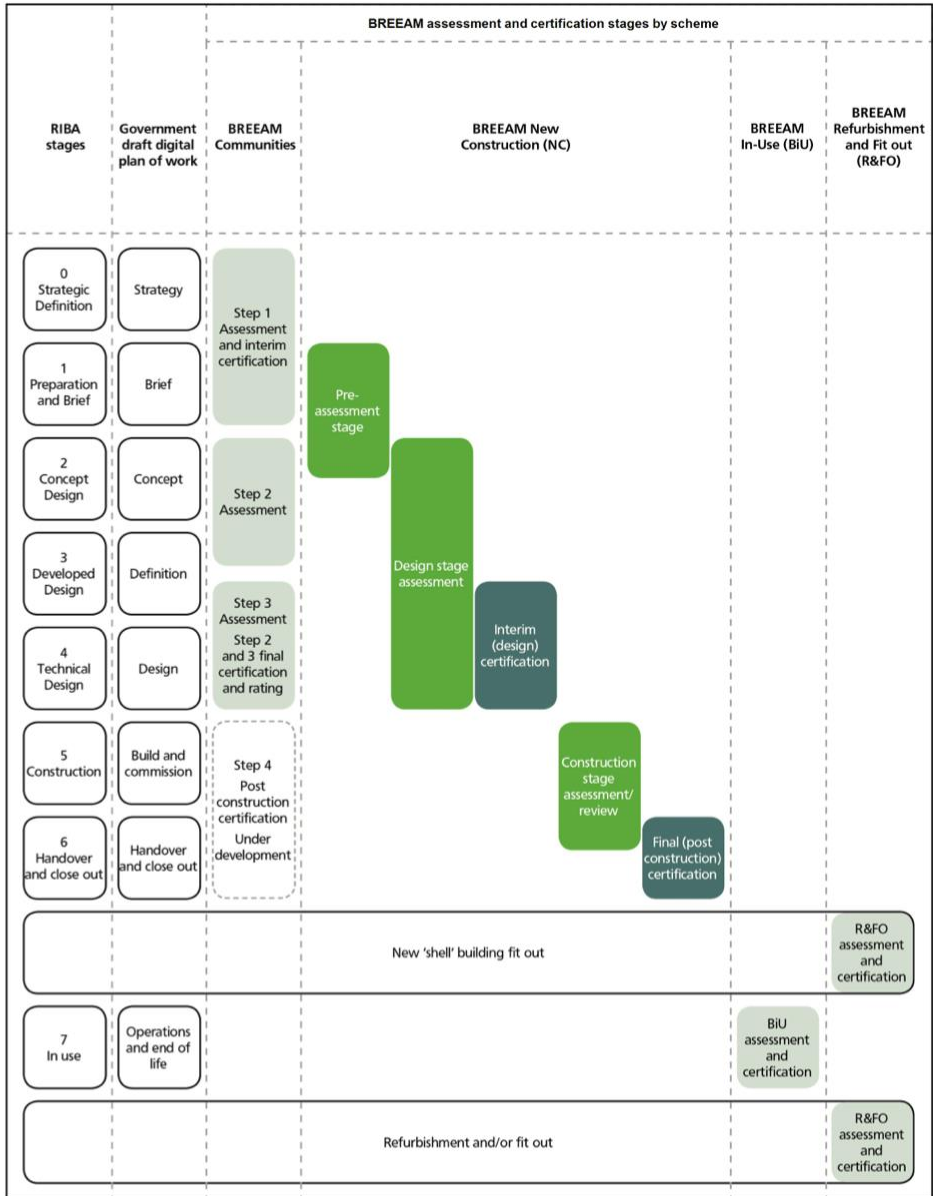 BREEAM assessment and certification stages by scheme
RIBA
stages
Government
draft digital
plan of work
BREEAM
Communities
BREEAM New
Construction (NC)
BREEAM
In-Use (BiU)
BREEAM
Refurbishment
and Fit out
(R&FO)
0
Strategic
Definition
Strategy
Step 1
Assessment
and interim
certification
1
Preparation
and Brief
Brief
Pre-
assessment
stage
2
Concept
Design
Concept
Step 2
Assessment
3
Developed
Design
Definition
Design stage
assessment
Step 3
Assessment
Step 2
and 3 final
certification
and rating
Interim
(design)
certification
4
Technical
Design
Design
5
Construction
Build and
commission
Step 4
Post
construction
certification
Under
development
Construction
stage
assessment/
review
6
Handover
and close out
Handover
and close out
Final (post
construction)
certification
New ‘shell’ building fit out
R&FO
assessment
and
certification
7
In use
Operations
and end of
life
BiU
assessment
and
certification
Refurbishment and/or fit out
R&FO
assessment
and
certification